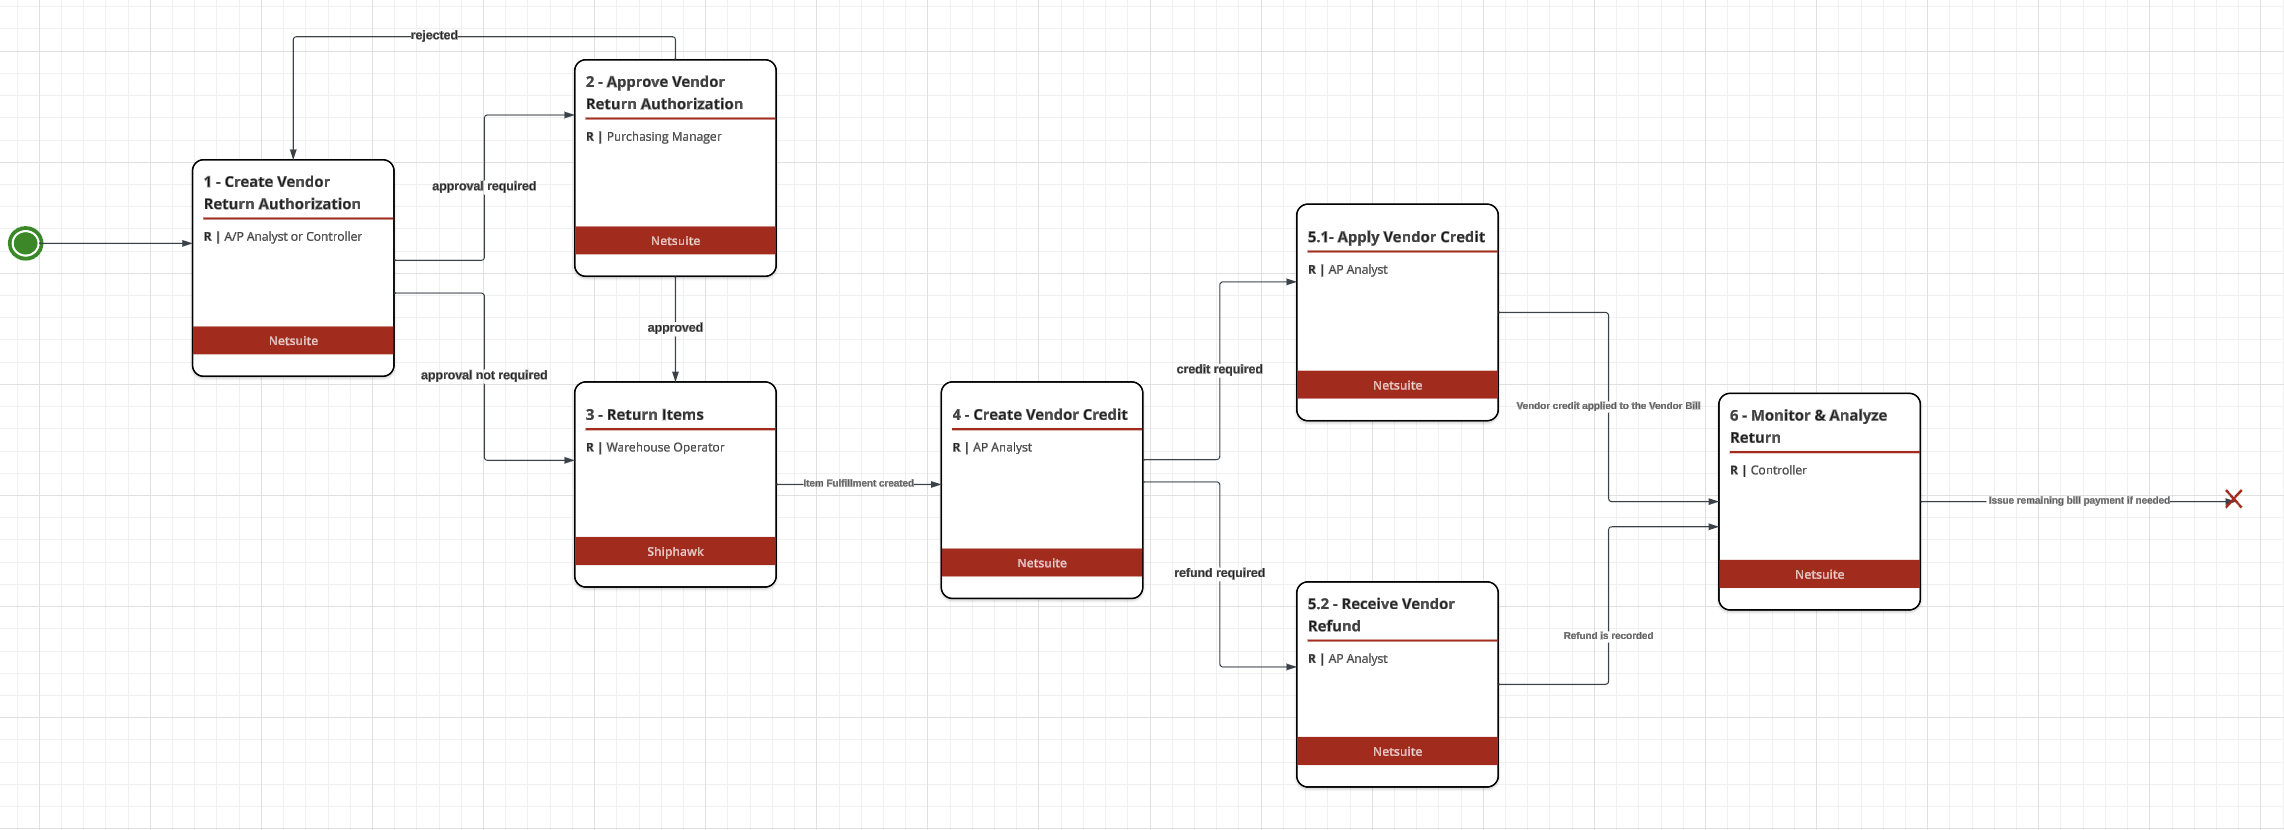 rejected
2 - Approve Vendor
Return Authorization
R | Purchasing Manager
Netsuite
1 - Create Vendor
Return Authorization
R | A/P Analyst or Controller
Netsuite
approval required
approval not required
approved
3 - Return Items
R | Warehouse Operator
Shiphawk
Item Fulfillment created
4 - Create Vendor Credit
R | AP Analyst
Netsuite
credit required
refund required
5.1- Apply Vendor Credit
R | AP Analyst
Netsuite
5.2 - Receive Vendor
Refund
R | AP Analyst
Netsuite
Vendor credit applied to the Vendor Bill
Refund is recorded
6 - Monitor & Analyze
Return
R | Controller
Netsuite
Issue remaining bill payment if needed